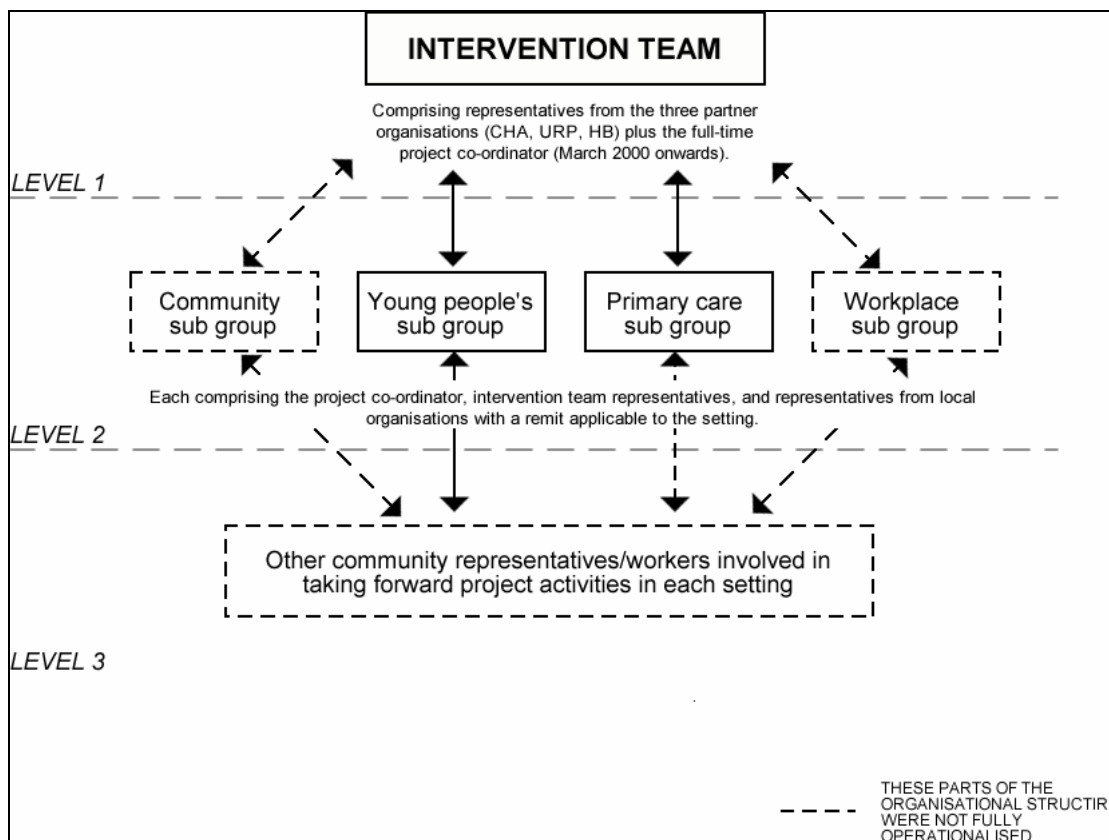 INTERVENTION TEAM
Comprising representatives from the three partner
organisations (CHA, URP, HB) plus the full-time
project co-ordinator (March 2000 onwards).
LEVEL 1
Community
sub group
Young people's
sub group
Primary care
sub group
Workplace
sub group
Each comprising the project co-ordinator, intervention team representatives, and representatives from local
organisations with a remit applicable to the setting.
LEVEL 2
Other community representatives/workers involved in
taking forward project activities in each setting
LEVEL 3
THESE PARTS OF THE
ORGANISATIONAL STRUCTIR
WERE NOT FULLY
OPERATIONALISED